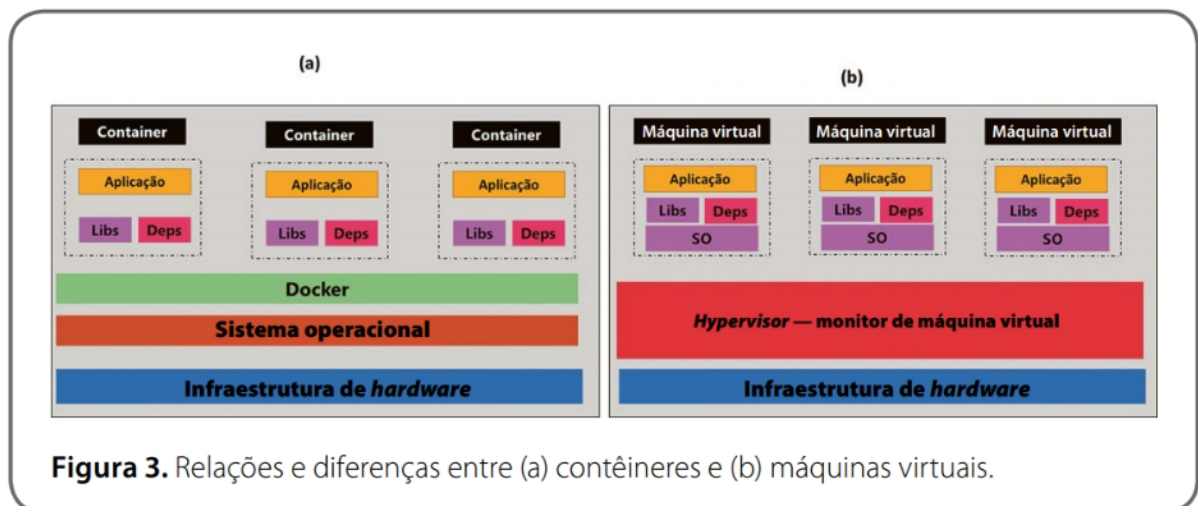 (a)
Container
Container
Container
Aplicação
Aplicação
Aplicação
Libs Deps
Libs Deps
Libs Deps
Docker
Sistema operacional
Infraestrutura de hardware
(b)
Máquina virtual
Máquina virtual
Máquina virtual
Aplicação
Aplicação
Aplicação
Libs Deps
Libs Deps
Libs Deps
SO
SO
SO
Hypervisor — monitor de máquina virtual
Infraestrutura de hardware
Figura 3. Relações e diferenças entre (a) contêineres e (b) máquinas virtuais.